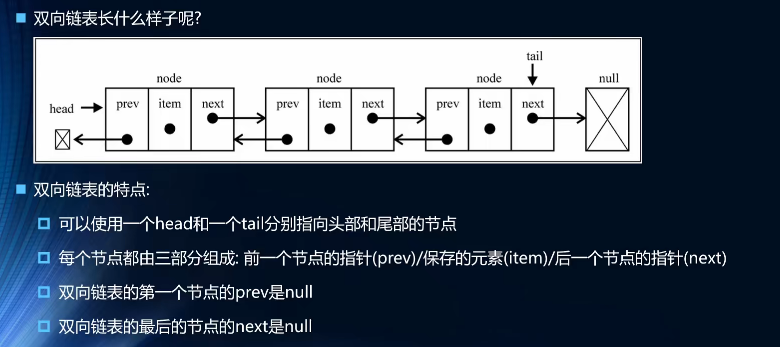 双向链表长什么样子呢?
tail
node node node null
head prev item next prev item next prev item next
双向链表的特点:
可以使用一个head和一个tail分别指向头部和尾部的节点
每个节点都由三部分组成: 前一个节点的指针(prev)/保存的元素(item)/后一个节点的指针(next)
双向链表的第一个节点的prev是null
双向链表的最后的节点的next是null